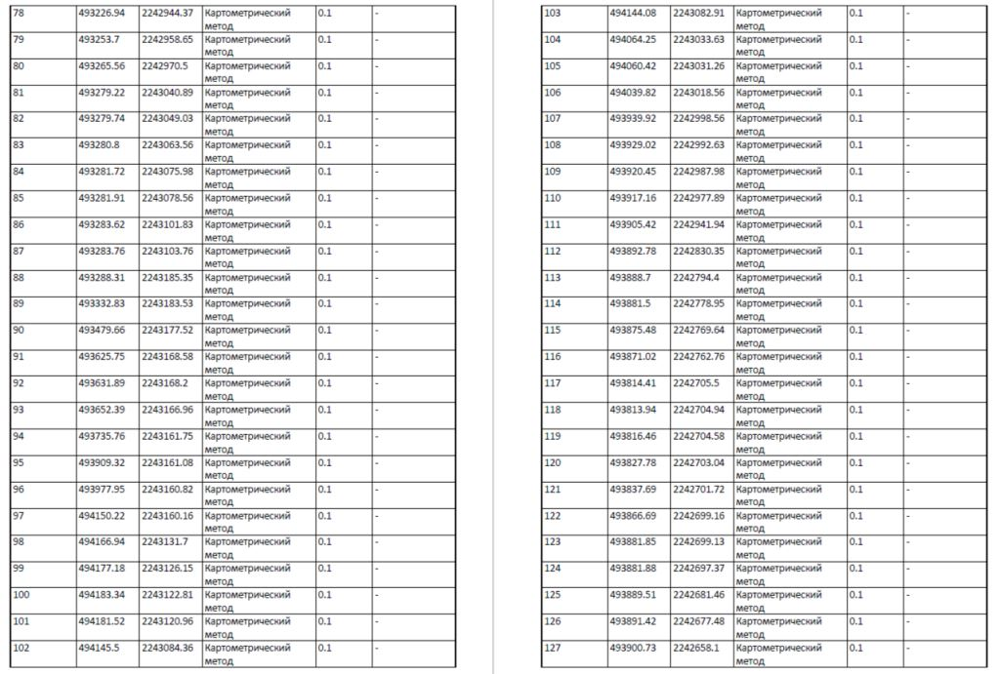 78 493226.94 2242944.37 Картометрический 0.1 -
метод
79 493253.7 2242958.65 Картометрический 0.1 -
метод
80 493265.56 2242970.5 Картометрический 0.1 -
метод
81 493279.22 2243040.89 Картометрический 0.1 -
метод
82 493279.74 2243049.03 Картометрический 0.1 -
метод
83 493280.8 2243063.56 Картометрический 0.1 -
метод
84 493281.72 2243075.98 Картометрический 0.1 -
метод
85 493281.91 2243078.56 Картометрический 0.1 -
метод
86 493283.62 2243101.83 Картометрический 0.1 -
метод
87 493283.76 2243103.76 Картометрический 0.1 -
метод
88 493288.31 2243185.35 Картометрический 0.1 -
метод
89 493332.83 2243183.53 Картометрический 0.1 -
метод
90 493479.66 2243177.52 Картометрический 0.1 -
метод
91 493625.75 2243168.58 Картометрический 0.1 -
метод
92 493631.89 2243168.2 Картометрический 0.1 -
метод
93 493652.39 2243166.96 Картометрический 0.1 -
метод
94 493735.76 2243161.75 Картометрический 0.1 -
метод
95 493909.32 2243161.08 Картометрический 0.1 -
метод
96 493977.95 2243160.82 Картометрический 0.1 -
метод
97 494150.22 2243160.16 Картометрический 0.1 -
метод
98 494166.94 2243131.7 Картометрический 0.1 -
метод
99 494177.18 2243126.15 Картометрический 0.1 -
метод
100 494183.34 2243122.81 Картометрический 0.1 -
метод
101 494181.52 2243120.96 Картометрический 0.1 -
метод
102 494145.5 2243084.36 Картометрический 0.1 -
метод
103 494144.08 2243082.91 Картометрический 0.1 -
метод
104 494064.25 2243033.63 Картометрический 0.1 -
метод
105 494060.42 2243031.26 Картометрический 0.1 -
метод
106 494039.82 2243018.56 Картометрический 0.1 -
метод
107 493939.92 2242998.56 Картометрический 0.1 -
метод
108 493929.02 2242992.63 Картометрический 0.1 -
метод
109 493920.45 2242987.98 Картометрический 0.1 -
метод
110 493917.16 2242977.89 Картометрический 0.1 -
метод
111 493905.42 2242941.94 Картометрический 0.1 -
метод
112 493892.78 2242830.35 Картометрический 0.1 -
метод
113 493888.7 2242794.4 Картометрический 0.1 -
метод
114 493881.5 2242778.95 Картометрический 0.1 -
метод
115 493875.48 2242769.64 Картометрический 0.1 -
метод
116 493871.02 2242762.76 Картометрический 0.1 -
метод
117 493814.41 2242705.5 Картометрический 0.1 -
метод
118 493813.94 2242704.94 Картометрический 0.1 -
метод
119 493816.46 2242704.58 Картометрический 0.1 -
метод
120 493827.78 2242703.04 Картометрический 0.1 -
метод
121 493837.69 2242701.72 Картометрический 0.1 -
метод
122 493866.69 2242699.16 Картометрический 0.1 -
метод
123 493881.85 2242699.13 Картометрический 0.1 -
метод
124 493881.88 2242697.37 Картометрический 0.1 -
метод
125 493889.51 2242681.46 Картометрический 0.1 -
метод
126 493891.42 2242677.48 Картометрический 0.1 -
метод
127 493900.73 2242658.1 Картометрический 0.1 -
метод